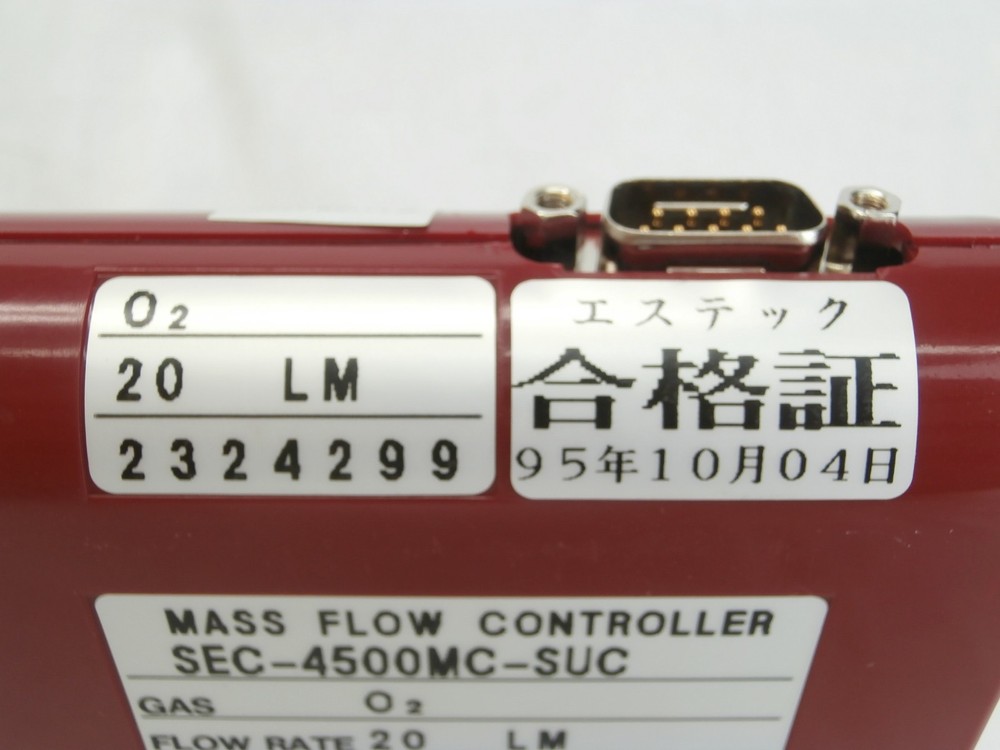 O2
20 LM
2324299
エステック
合格証
95年10月04日
MASS FLOW CONTROLLER
SEC-4500MC-SUC
GAS O2
FLOW RATE 20 LM